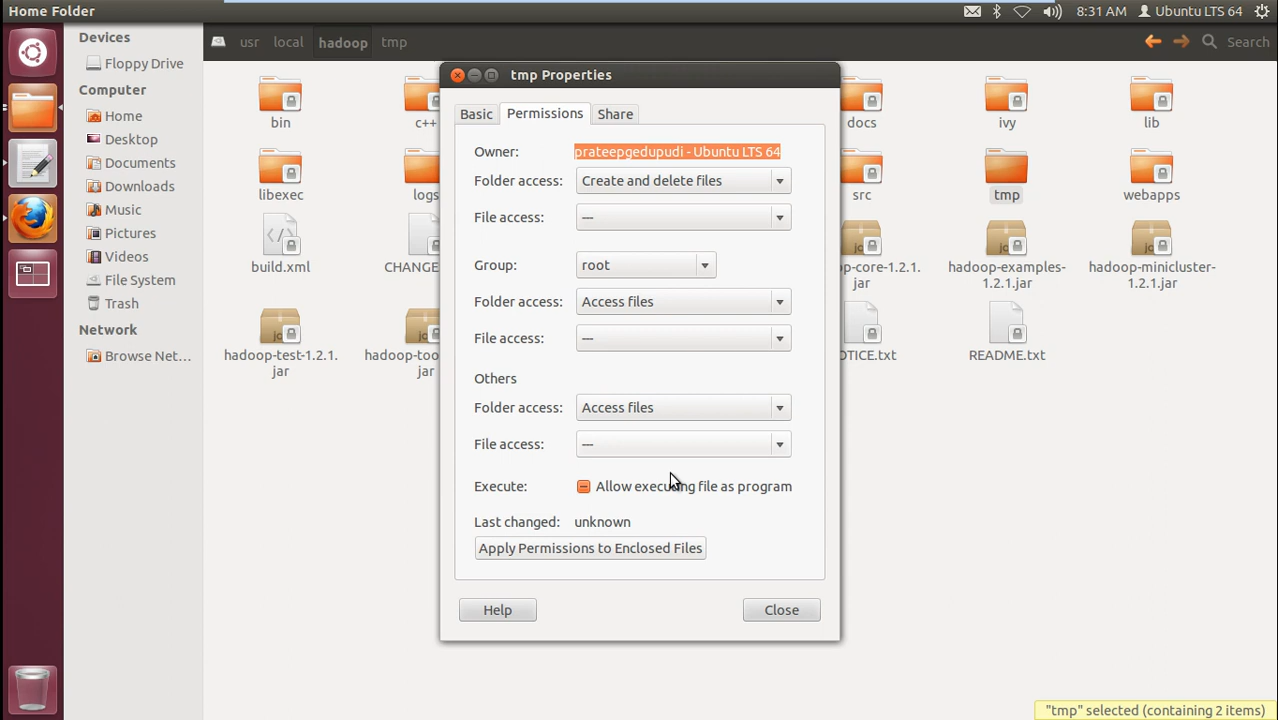 Home Folder
8:31 AM
Ubuntu LTS 64
usr
local
hadoop
tmp
Search
Devices
Floppy Drive
Computer
Home
Desktop
Documents
Downloads
Music
Pictures
Videos
File System
Trash
Network
Browse Net...
bin
c++
docs
ivy
lib
libexec
logs
src
tmp
webapps
build.xml
CHANGE
p-core-1.2.1.
jar
hadoop-examples-
1.2.1.jar
hadoop-minicluster-
1.2.1.jar
hadoop-test-1.2.1.
jar
hadoop-too
jar
OTICE.txt
README.txt
tmp Properties
Basic
Permissions
Share
Owner:
prateepgedupudi - Ubuntu LTS 64
Folder access:
Create and delete files
File access:
---
Group:
root
Folder access:
Access files
File access:
---
Others
Folder access:
Access files
File access:
---
Execute:
Allow executing file as program
Last changed:
unknown
Apply Permissions to Enclosed Files
Help
Close
"tmp" selected (containing 2 items)